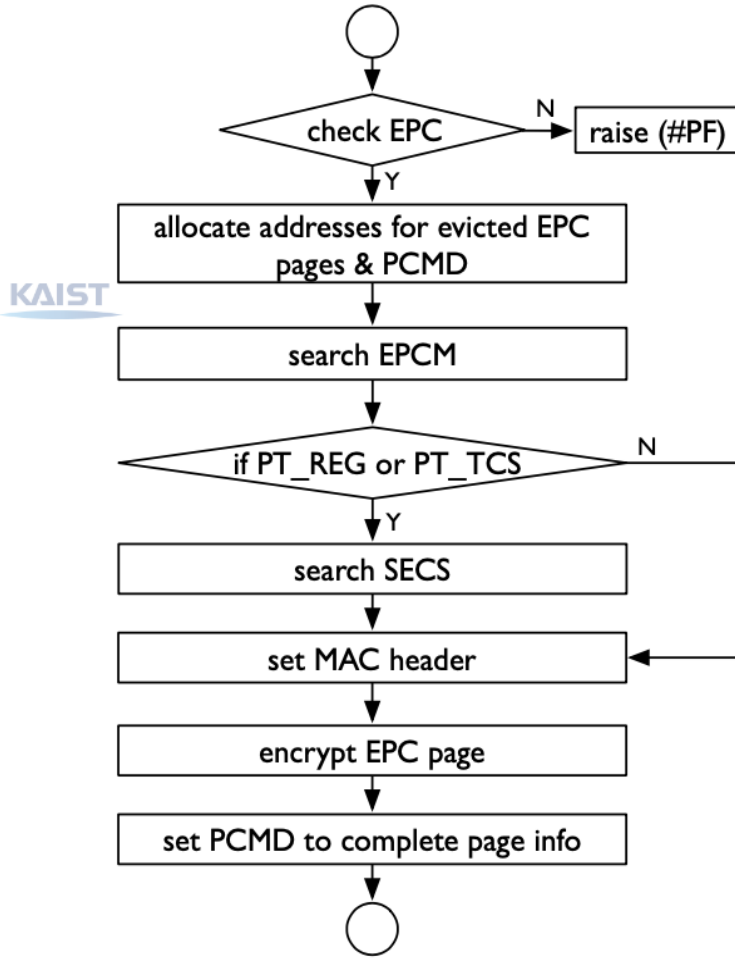 check EPC
N
raise (#PF)
Y
allocate addresses for evicted EPC
pages & PCMD
KAIST
search EPCM
if PT_REG or PT_TCS
N
Y
search SECS
set MAC header
encrypt EPC page
set PCMD to complete page info